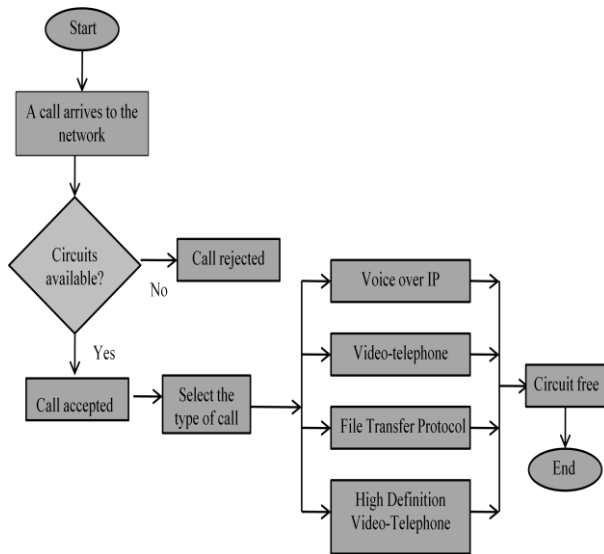 Start
A call arrives to the
network
Circuits
available?
No
Call rejected
Yes
Call accepted
Select the
type of call
Voice over IP
Video-telephone
File Transfer Protocol
High Definition
Video-Telephone
Circuit free
End